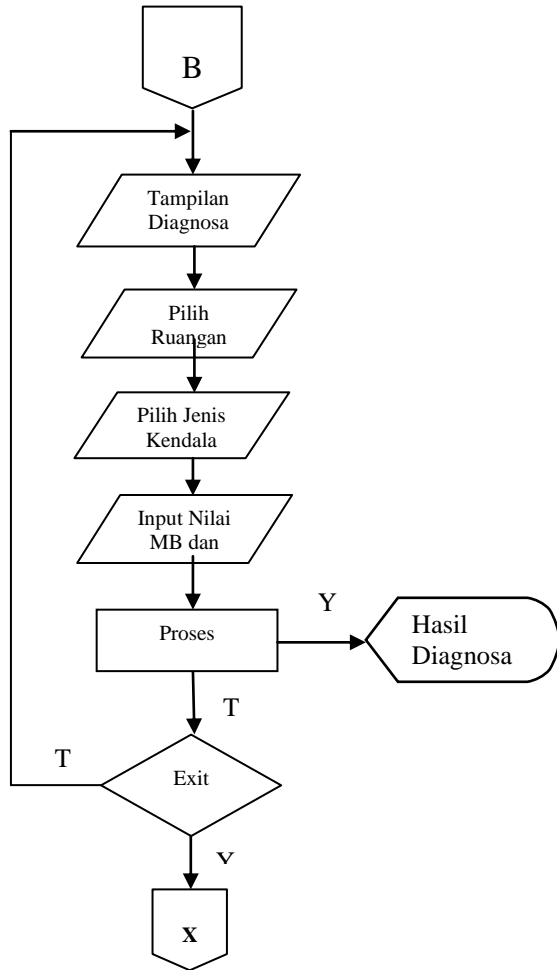 B
Tampilan
Diagnosa
Pilih
Ruangan
Pilih Jenis
Kendala
Input Nilai
MB dan
Proses
Y
Hasil
Diagnosa
T
Exit
T
Y
X